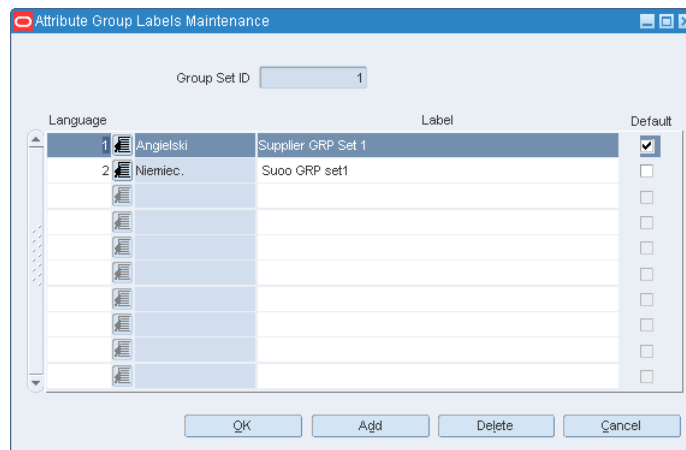 Attribute Group Labels Maintenance
Group Set ID 1
Language Label Default
1 Angielski Supplier GRP Set 1
2 Niemiec. Suoo GRP set1
OK Add Delete Cancel